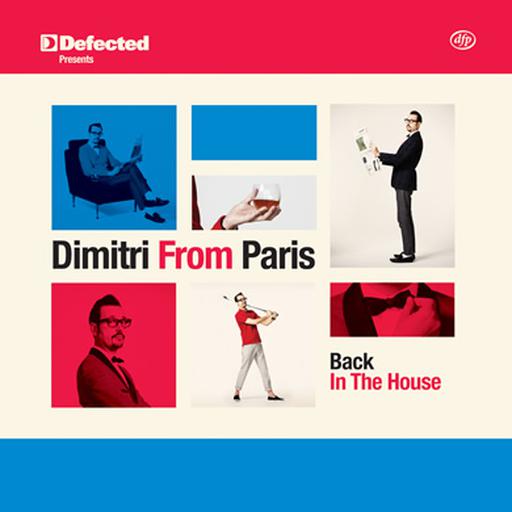 Defected
Presents
dfp
Dimitri From Paris
Back
In The House